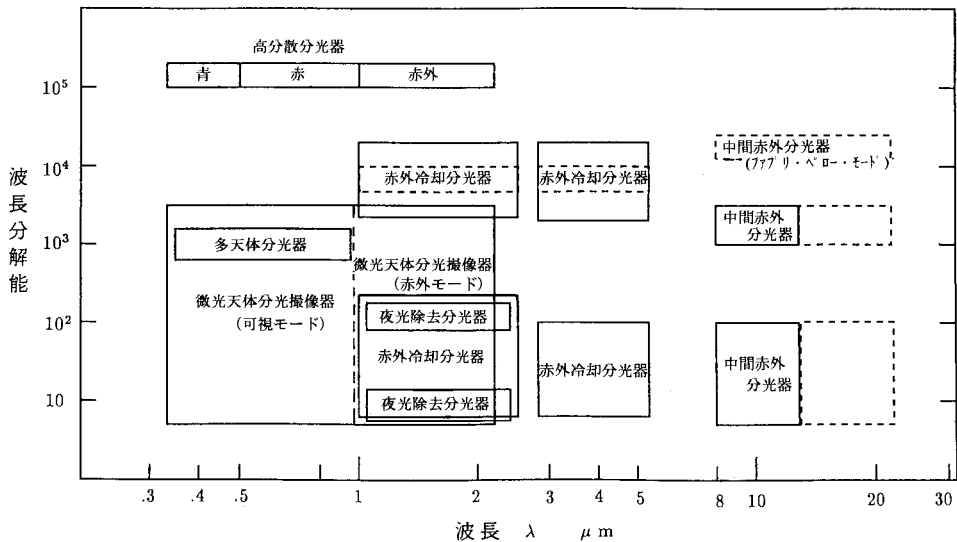 高分散分光器
青 赤 赤外
10⁵
中間赤外分光器
(ファブリ・ペロー・モード)
10⁴
赤外冷却分光器 赤外冷却分光器
中間赤外
分光器
10³
多天体分光器
微光天体分光撮像器
(赤外モード)
微光天体分光撮像器
(可視モード)
夜光除去分光器
10²
赤外冷却分光器
赤外冷却分光器
中間赤外
分光器
夜光除去分光器
10
波長分解能
.3 .4 .5 1 2 3 4 5 8 10 20 30
波長 λ μm